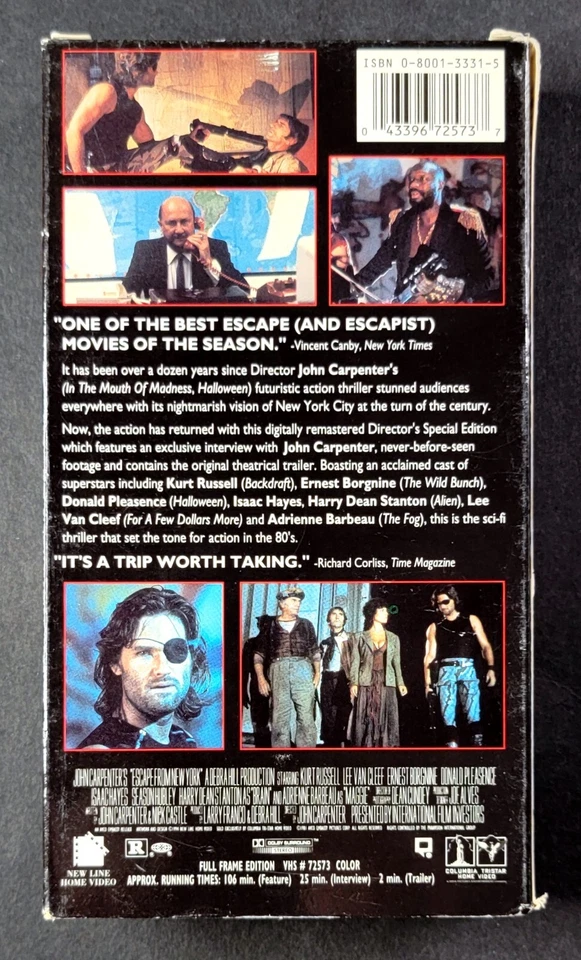 ISBN 0-8001-3331-5
0 43396 72573 7
"ONE OF THE BEST ESCAPE (AND ESCAPIST)
MOVIES OF THE SEASON." -Vincent Canby, New York Times
It has been over a dozen years since Director John Carpenter's
(In The Mouth Of Madness, Halloween) futuristic action thriller stunned audiences
everywhere with its nightmarish vision of New York City at the turn of the century.
Now, the action has returned with this digitally remastered Director's Special Edition
which features an exclusive interview with John Carpenter, never-before-seen
footage and contains the original theatrical trailer. Boasting an acclaimed cast of
superstars including Kurt Russell (Backdraft), Ernest Borgnine (The Wild Bunch),
Donald Pleasence (Halloween), Isaac Hayes, Harry Dean Stanton (Alien), Lee
Van Cleef (For A Few Dollars More) and Adrienne Barbeau (The Fog), this is the sci-fi
thriller that set the tone for action in the 80's.
"IT'S A TRIP WORTH TAKING." -Richard Corliss, Time Magazine
JOHN CARPENTER'S "ESCAPE FROM NEW YORK" A DEBRA HILL PRODUCTION STARRING KURT RUSSELL LEE VAN CLEEF ERNEST BORGNINE DONALD PLEASENCE
ISAAC HAYES SEASON HUBLEY HARRY DEAN STANTON AS "BRAIN" AND ADRIENNE BARBEAU AS "MAGGIE" DEAN CUNDEY JOE ALVES
JOHN CARPENTER & NICK CASTLE LARRY FRANCO & DEBRA HILL JOHN CARPENTER PRESENTED BY INTERNATIONAL FILM INVESTORS
NEW LINE
HOME VIDEO
R
DOLBY SURROUND
STEREO
FULL FRAME EDITION VHS # 72573 COLOR
APPROX. RUNNING TIMES: 106 min. (Feature) 25 min. (Interview) 2 min. (Trailer)
COLUMBIA TRISTAR
HOME VIDEO